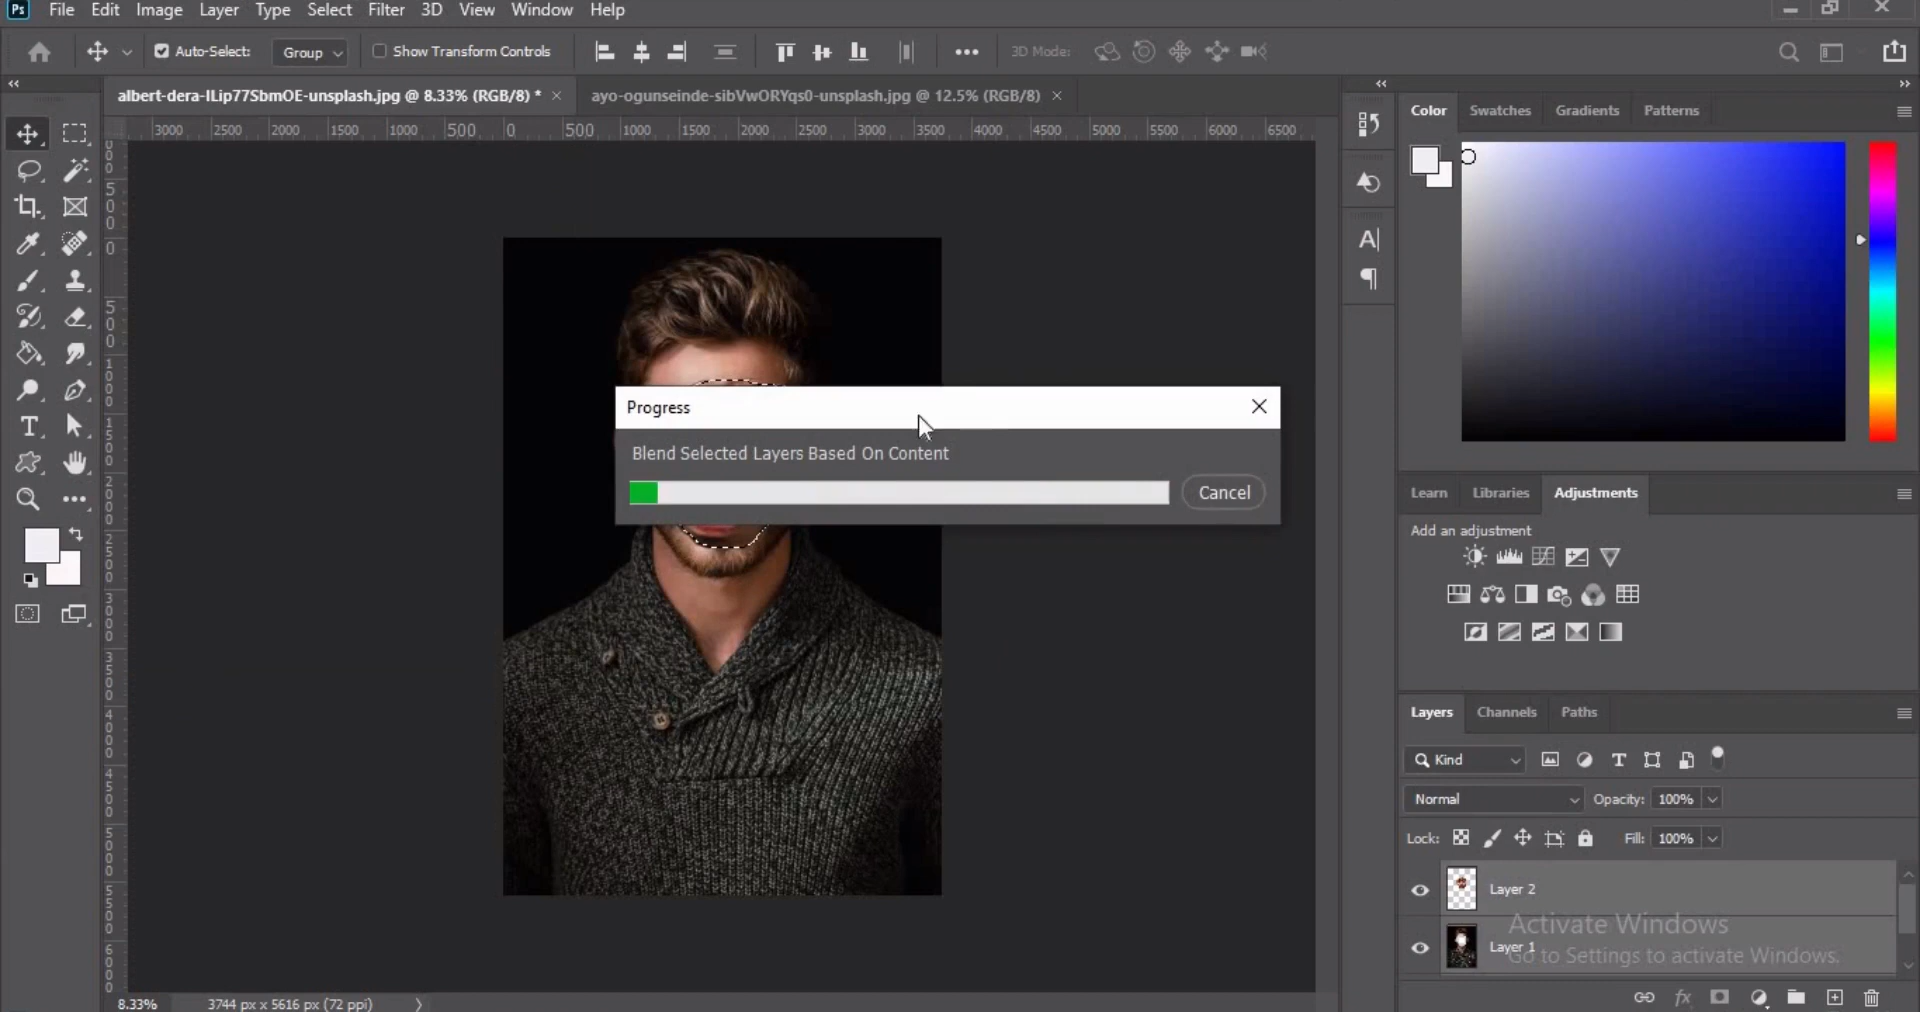 Ps File Edit Image Layer Type Select Filter 3D View Window Help
Auto-Select: Group Show Transform Controls 3D Mode:
albert-dera-ILip77SbmOE-unsplash.jpg @ 8.33% (RGB/8) * ayo-ogunseinde-sibVwORYqs0-unsplash.jpg @ 12.5% (RGB/8)
3000 2500 2000 1500 1000 500 0 500 1000 1500 2000 2500 3000 3500 4000 4500 5000 5500 6000 6500
Color Swatches Gradients Patterns
Progress
Blend Selected Layers Based On Content
Cancel
Learn Libraries Adjustments
Add an adjustment
Layers Channels Paths
Kind
Normal Opacity: 100%
Lock: Fill: 100%
Layer 2
Layer 1
Activate Windows
Go to Settings to activate Windows.
8.33% 3744 px x 5616 px (72 ppi)